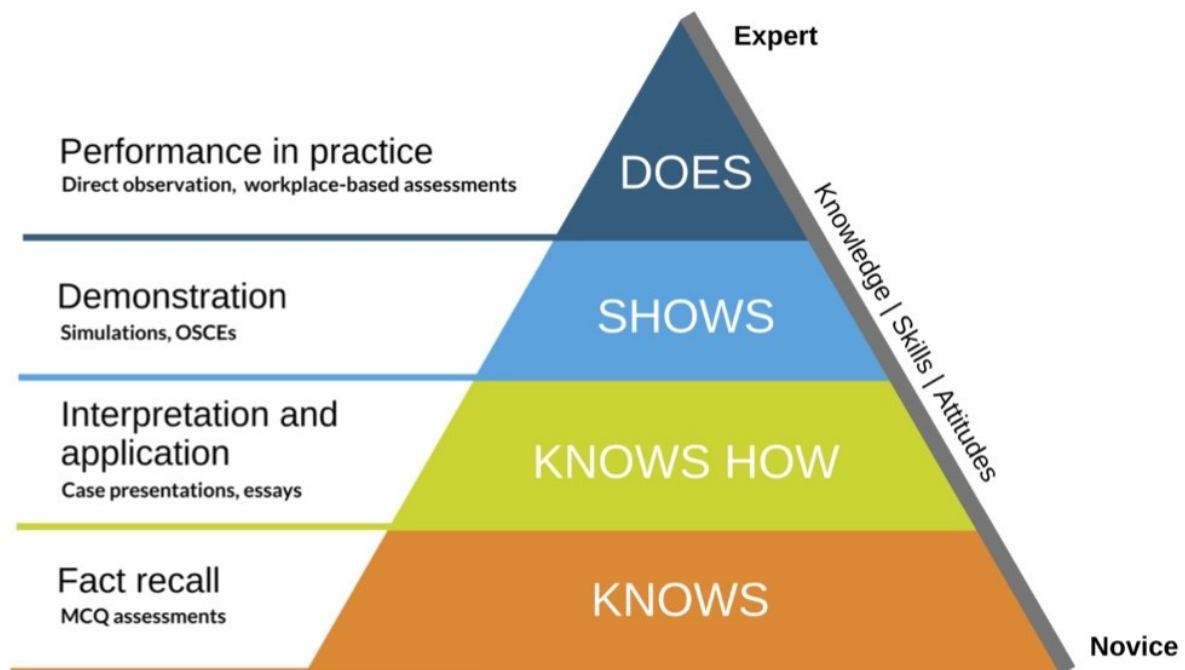 Expert
Performance in practice
Direct observation, workplace-based assessments
DOES
Knowledge | Skills | Attitudes
Demonstration
Simulations, OSCEs
SHOWS
Interpretation and
application
Case presentations, essays
KNOWS HOW
Fact recall
MCQ assessments
KNOWS
Novice